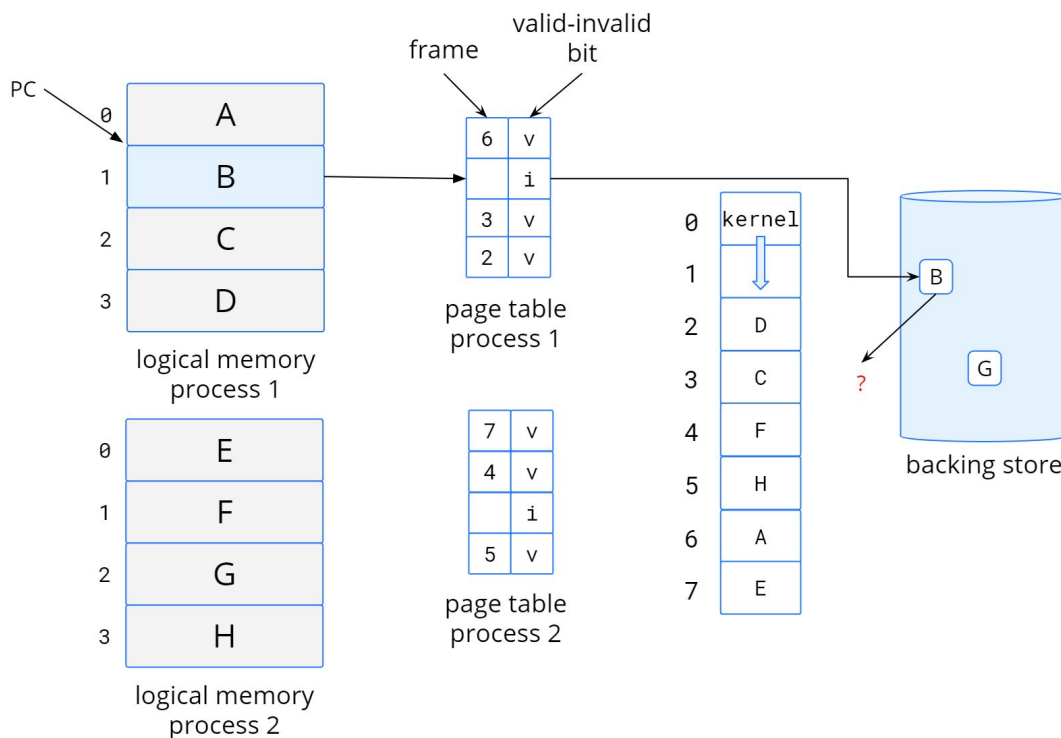 valid-invalid
bit
frame
PC
0 A
1 B
2 C
3 D
logical memory
process 1
6 v
i
3 v
2 v
page table
process 1
0 E
1 F
2 G
3 H
logical memory
process 2
7 v
4 v
i
5 v
page table
process 2
0 kernel
1
2 D
3 C
4 F
5 H
6 A
7 E
B
?
G
backing store